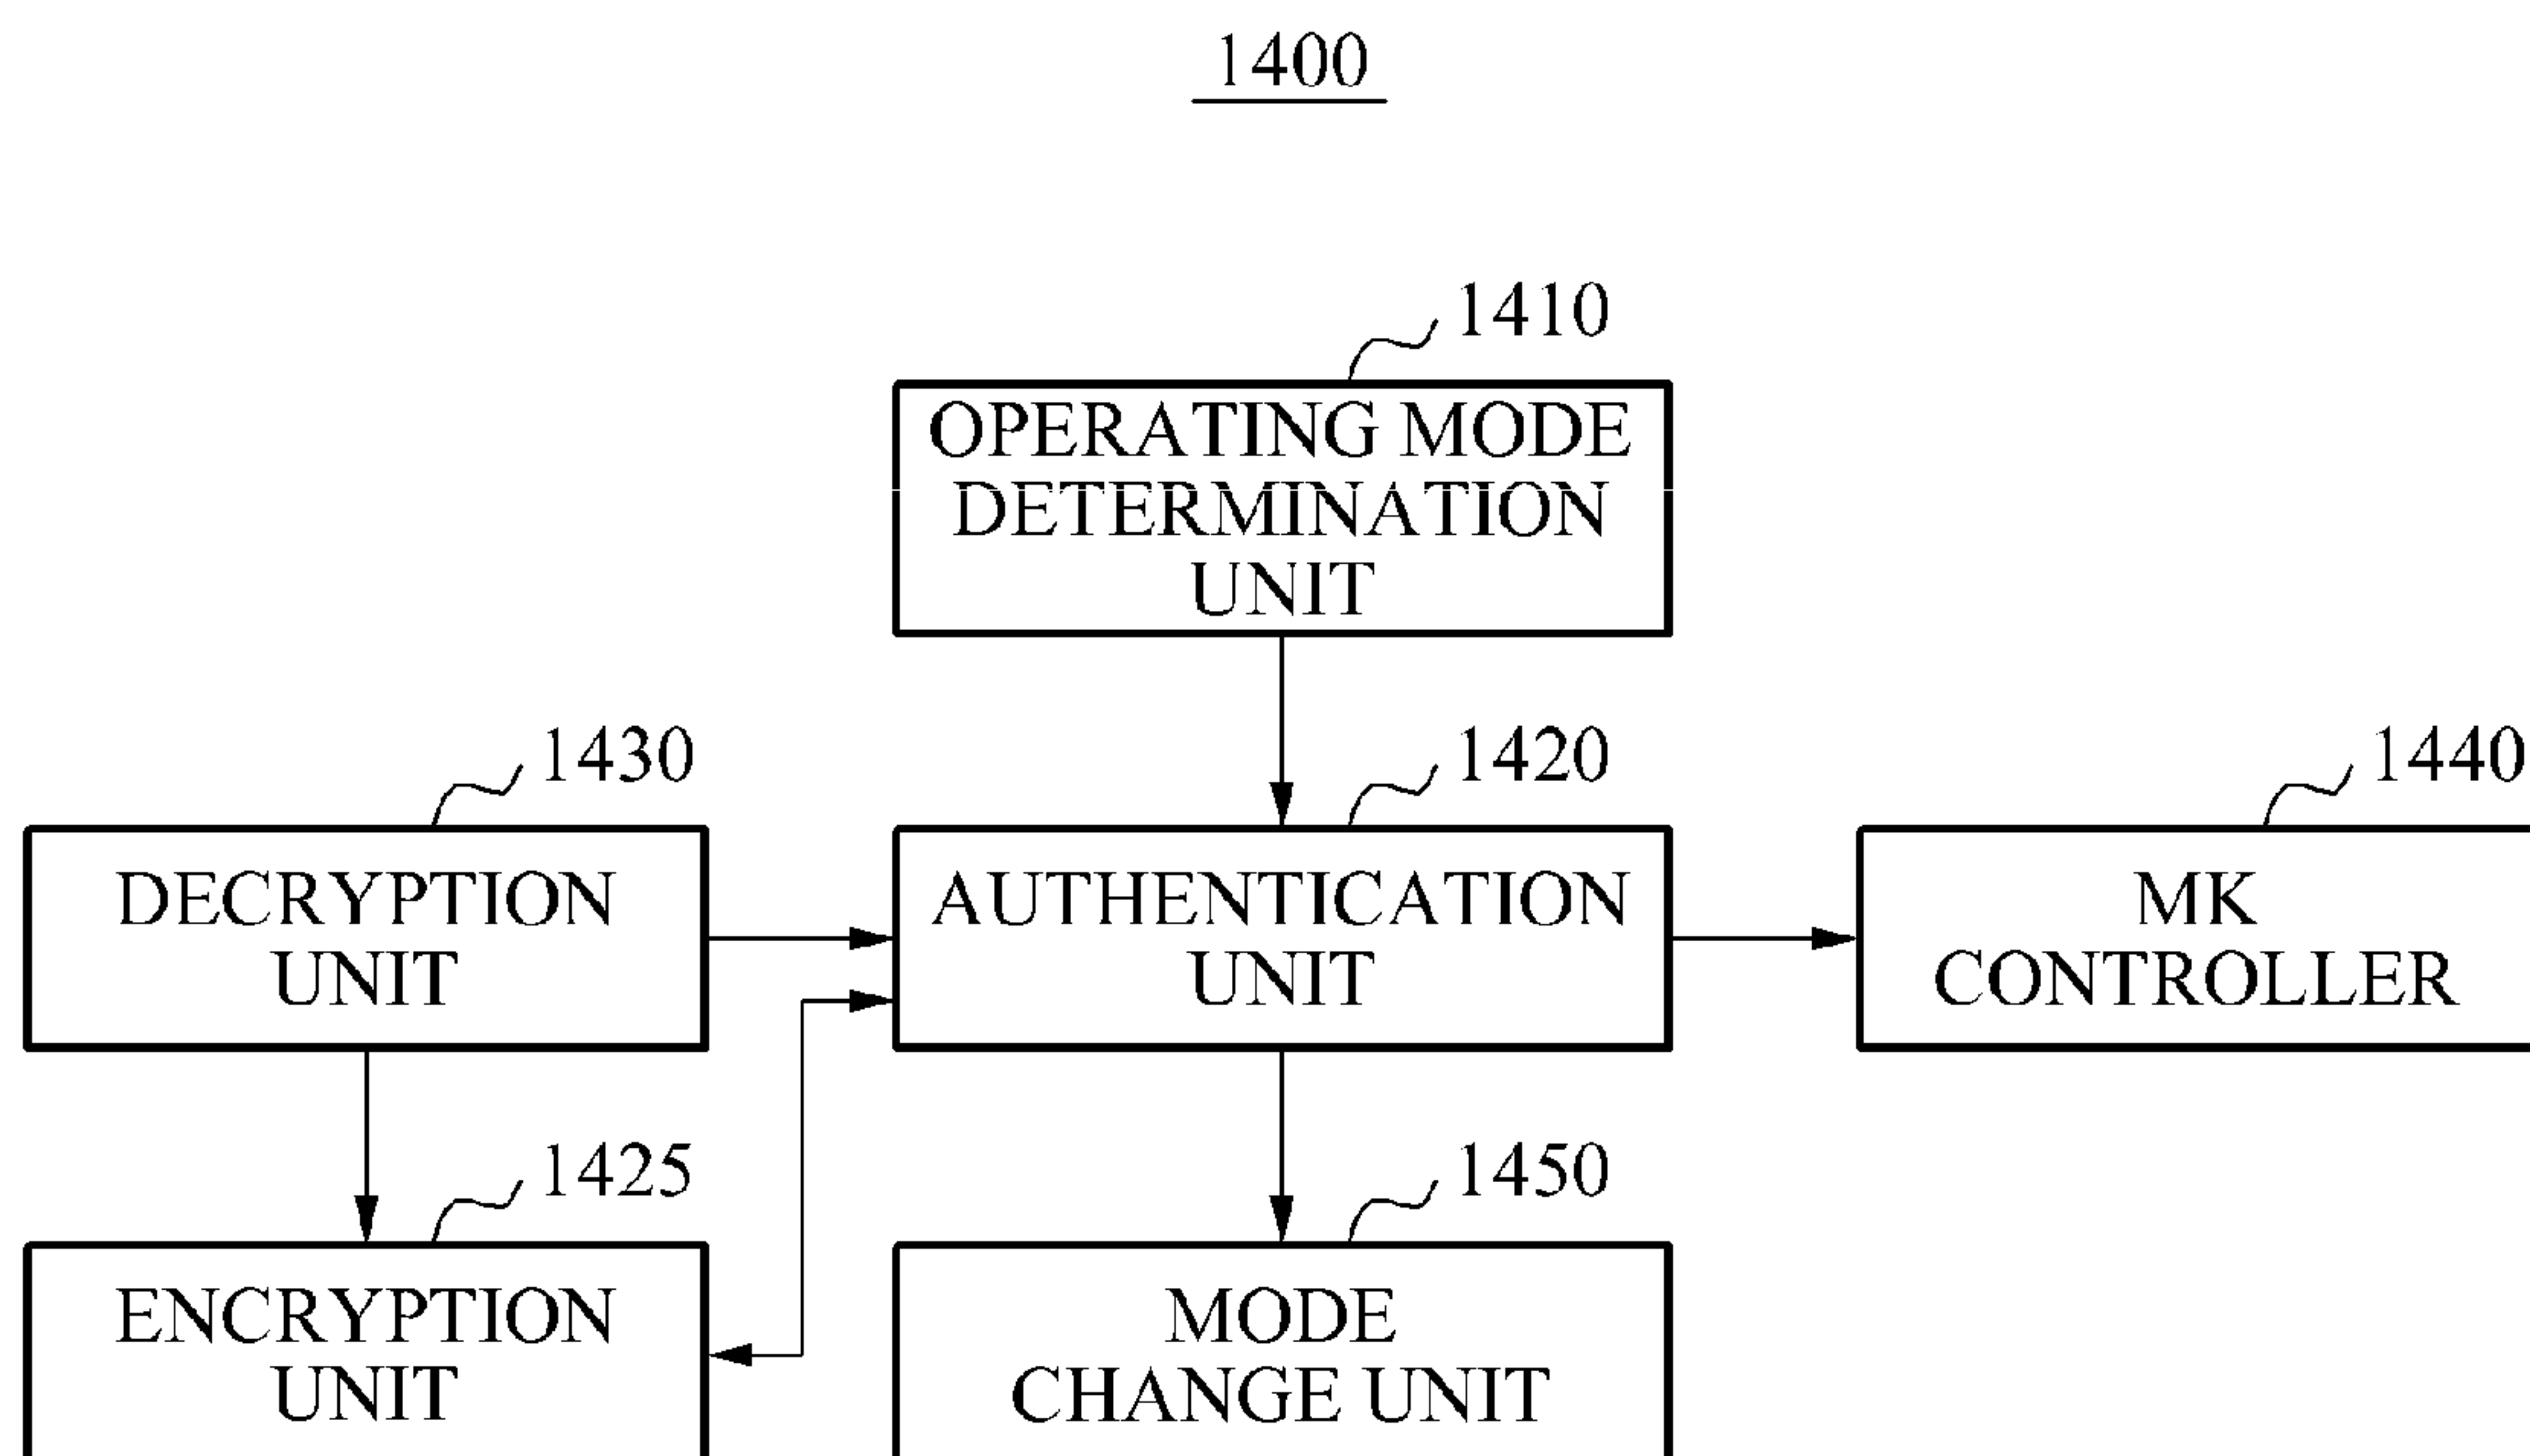 1400
1410
OPERATING MODE
DETERMINATION
UNIT
1430
DECRYPTION
UNIT
1420
AUTHENTICATION
UNIT
1440
MK
CONTROLLER
1425
ENCRYPTION
UNIT
1450
MODE
CHANGE UNIT